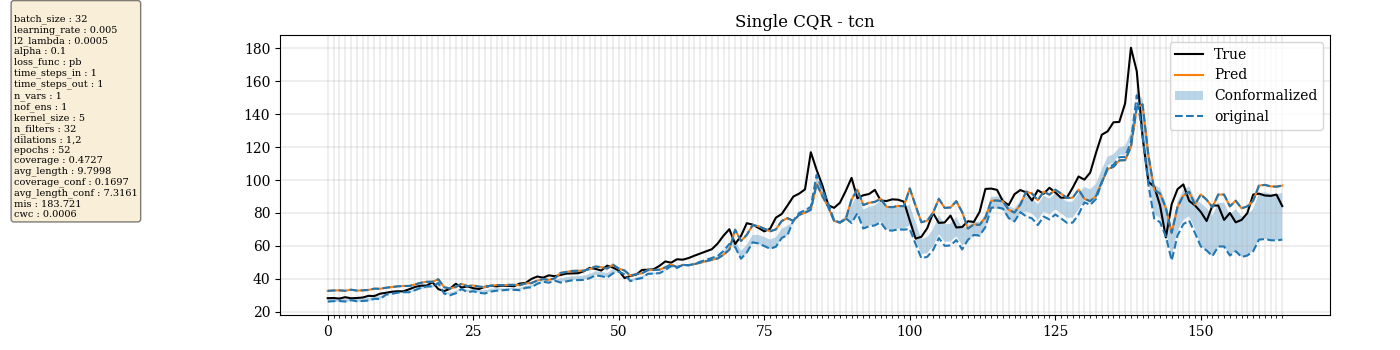 batch_size : 32
learning_rate : 0.005
l2_lambda : 0.0005
alpha : 0.1
loss_func : pb
time_steps_in : 1
time_steps_out : 1
n_vars : 1
nof_ens : 1
kernel_size : 5
n_filters : 32
dilations : 1,2
epochs : 52
coverage : 0.4727
avg_length : 9.7998
coverage_conf : 0.1697
avg_length_conf : 7.3161
mis : 183.721
cwc : 0.0006
Single CQR - tcn
180
160
140
120
100
80
60
40
20
0 25 50 75 100 125 150
True
Pred
Conformalized
original